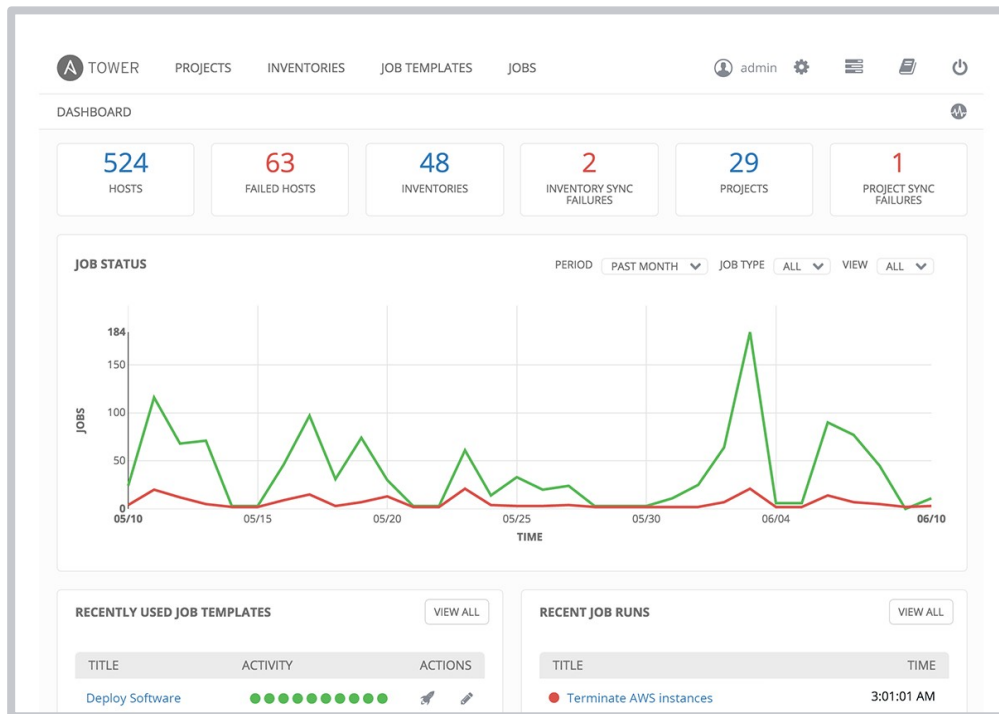 A TOWER PROJECTS INVENTORIES JOB TEMPLATES JOBS admin
DASHBOARD
524 63 48 2 29 1
HOSTS FAILED HOSTS INVENTORIES INVENTORY SYNC FAILURES PROJECTS PROJECT SYNC FAILURES
JOB STATUS PERIOD PAST MONTH JOB TYPE ALL VIEW ALL
184
150
100
50
0
JOBS
05/10 05/15 05/20 05/25 05/30 06/04 06/10
TIME
RECENTLY USED JOB TEMPLATES VIEW ALL
TITLE ACTIVITY ACTIONS
Deploy Software
RECENT JOB RUNS VIEW ALL
TITLE TIME
Terminate AWS instances 3:01:01 AM